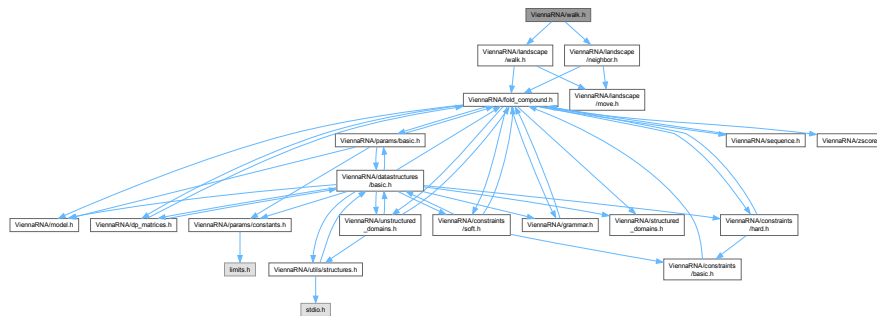 ViennaRNA/walk.h
ViennaRNA/landscape
/walk.h
ViennaRNA/landscape
/neighbor.h
ViennaRNA/fold_compound.h
ViennaRNA/landscape
/move.h
ViennaRNA/params/basic.h
ViennaRNA/sequence.h
ViennaRNA/zscore
ViennaRNA/datastructures
/basic.h
ViennaRNA/model.h
ViennaRNA/dp_matrices.h
ViennaRNA/params/constants.h
ViennaRNA/unstructured
_domains.h
ViennaRNA/constraints
/soft.h
ViennaRNA/grammar.h
ViennaRNA/structured
_domains.h
ViennaRNA/constraints
/hard.h
limits.h
ViennaRNA/utils/structures.h
ViennaRNA/constraints
/basic.h
stdio.h